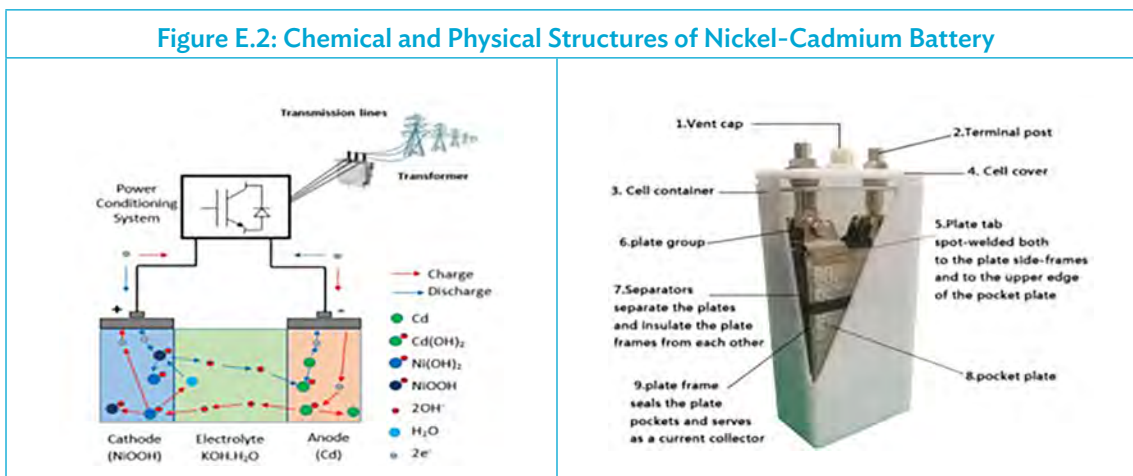 Figure E.2: Chemical and Physical Structures of Nickel-Cadmium Battery
Transmission lines
Transformer
Power
Conditioning
System
e
e
Charge
Discharge
+
-
Cd
Cd(OH)₂
Ni(OH)₂
NiOOH
2OH⁻
H₂O
2e⁻
Cathode
(NiOOH)
Electrolyte
KOH.H₂O
Anode
(Cd)
1.Vent cap
2.Terminal post
3. Cell container
4. Cell cover
5.Plate tab
spot-welded both
to the plate side-frames
and to the upper edge
of the pocket plate
6.plate group
7.Separators
separate the plates
and insulate the plate
frames from each other
8.pocket plate
9.plate frame
seals the plate
pockets and serves
as a current collector